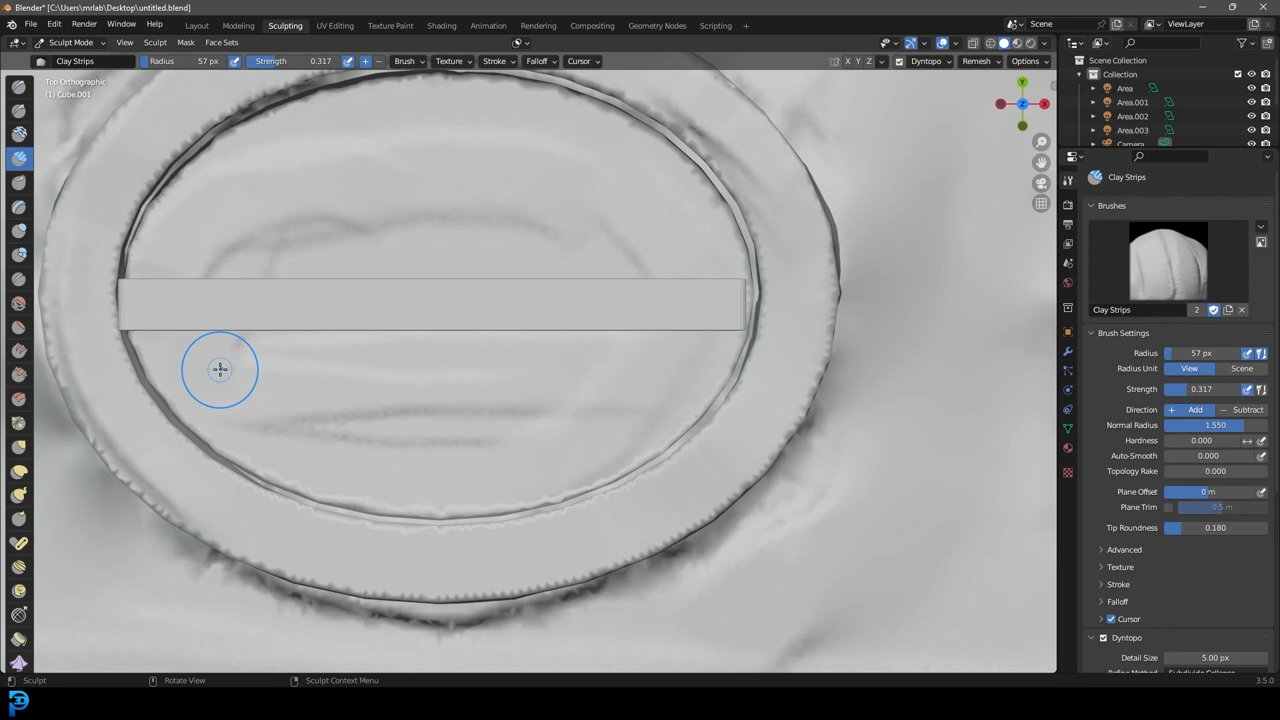 Blender* [C:\Users\mrlab\Desktop\untitled.blend]
File Edit Render Window Help Layout Modeling Sculpting UV Editing Texture Paint Shading Animation Rendering Compositing Geometry Nodes Scripting Scene ViewLayer
Sculpt Mode View Sculpt Mask Face Sets
Clay Strips Radius 57 px Strength 0.317 + − Brush Texture Stroke Falloff Cursor X Y Z Dyntopo Remesh Options
Top Orthographic
(1) Cube.001
Y
Z X
Scene Collection
Collection
Area
Area.001
Area.002
Area.003
Camera
Clay Strips
Brushes
Clay Strips 2
Brush Settings
Radius 57 px
Radius Unit View Scene
Strength 0.317
Direction + Add − Subtract
Normal Radius 1.550
Hardness 0.000
Auto-Smooth 0.000
Topology Rake 0.000
Plane Offset 0 m
Plane Trim 0.5 m
Tip Roundness 0.180
Advanced
Texture
Stroke
Falloff
Cursor
Dyntopo
Detail Size 5.00 px
Refine Method Subdivide Collapse
Sculpt Rotate View Sculpt Context Menu 3.5.0